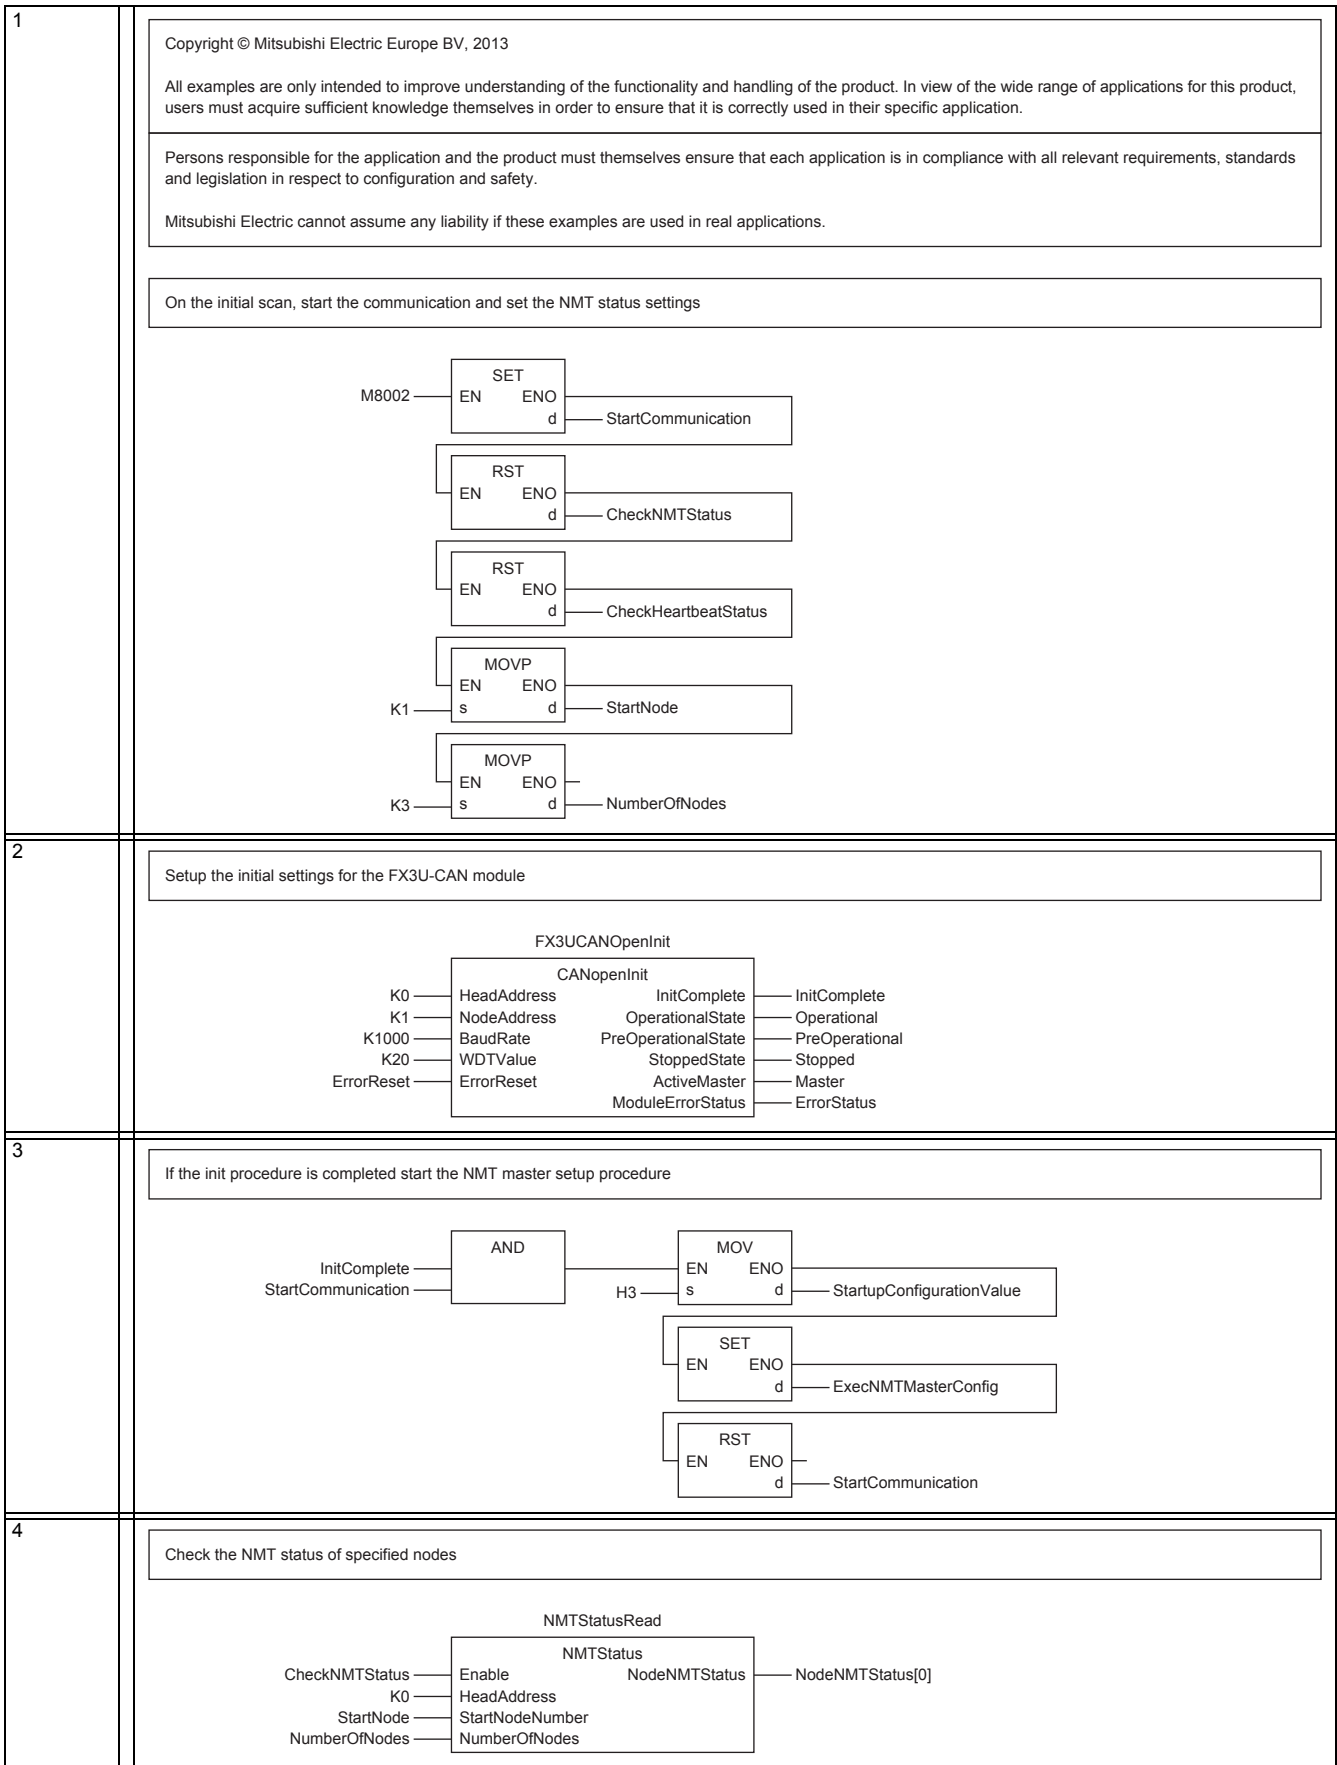 1
Copyright © Mitsubishi Electric Europe BV, 2013
All examples are only intended to improve understanding of the functionality and handling of the product. In view of the wide range of applications for this product,
users must acquire sufficient knowledge themselves in order to ensure that it is correctly used in their specific application.
Persons responsible for the application and the product must themselves ensure that each application is in compliance with all relevant requirements, standards
and legislation in respect to configuration and safety.
Mitsubishi Electric cannot assume any liability if these examples are used in real applications.
On the initial scan, start the communication and set the NMT status settings
SET
M8002 EN ENO
d StartCommunication
RST
EN ENO
d CheckNMTStatus
RST
EN ENO
d CheckHeartbeatStatus
MOVP
EN ENO
K1 s d StartNode
MOVP
EN ENO
K3 s d NumberOfNodes
2
Setup the initial settings for the FX3U-CAN module
FX3UCANOpenInit
CANopenInit
K0 HeadAddress InitComplete InitComplete
K1 NodeAddress OperationalState Operational
K1000 BaudRate PreOperationalState PreOperational
K20 WDTValue StoppedState Stopped
ErrorReset ErrorReset ActiveMaster Master
ModuleErrorStatus ErrorStatus
3
If the init procedure is completed start the NMT master setup procedure
AND MOV
InitComplete EN ENO
StartCommunication H3 s d StartupConfigurationValue
SET
EN ENO
d ExecNMTMasterConfig
RST
EN ENO
d StartCommunication
4
Check the NMT status of specified nodes
NMTStatusRead
NMTStatus
CheckNMTStatus Enable NodeNMTStatus NodeNMTStatus[0]
K0 HeadAddress
StartNode StartNodeNumber
NumberOfNodes NumberOfNodes